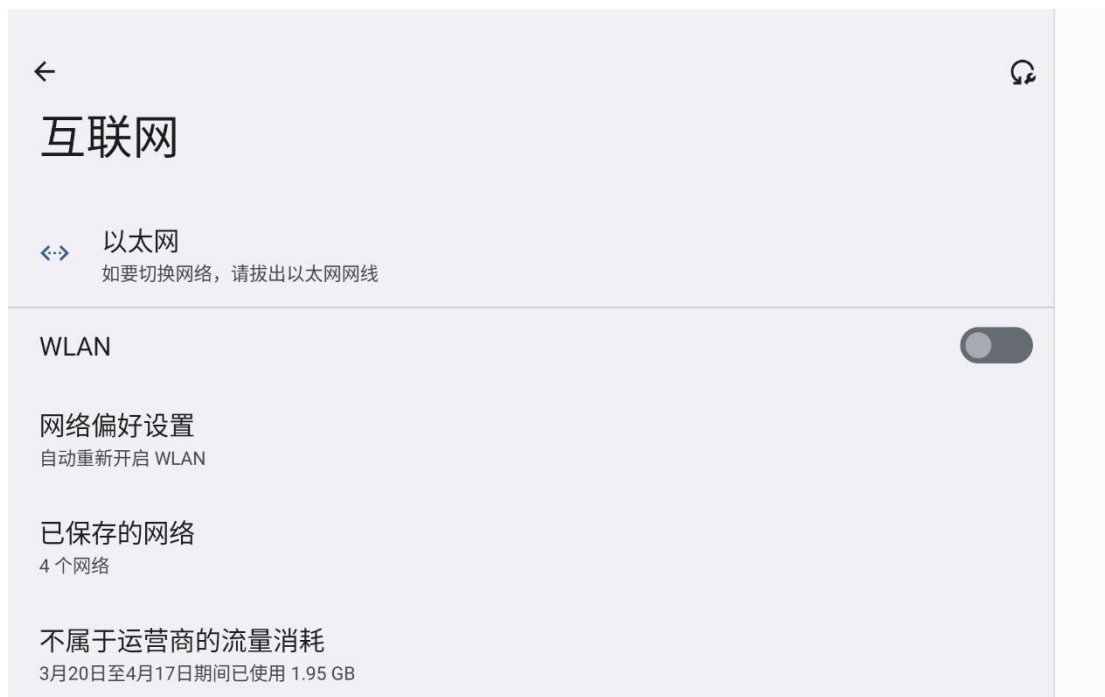 互联网
以太网
如要切换网络，请拔出以太网网线
WLAN
网络偏好设置
自动重新开启 WLAN
已保存的网络
4 个网络
不属于运营商的流量消耗
3月20日至4月17日期间已使用 1.95 GB